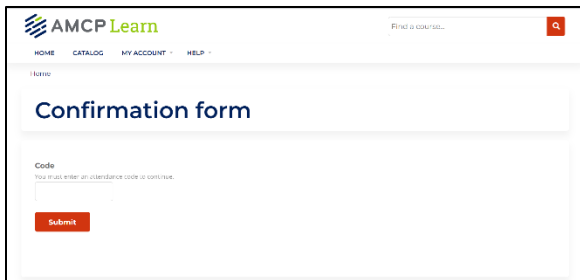 AMCP Learn
Find a course...
HOME CATALOG MY ACCOUNT HELP
Home
Confirmation form
Code
You must enter an attendance code to continue.
Submit